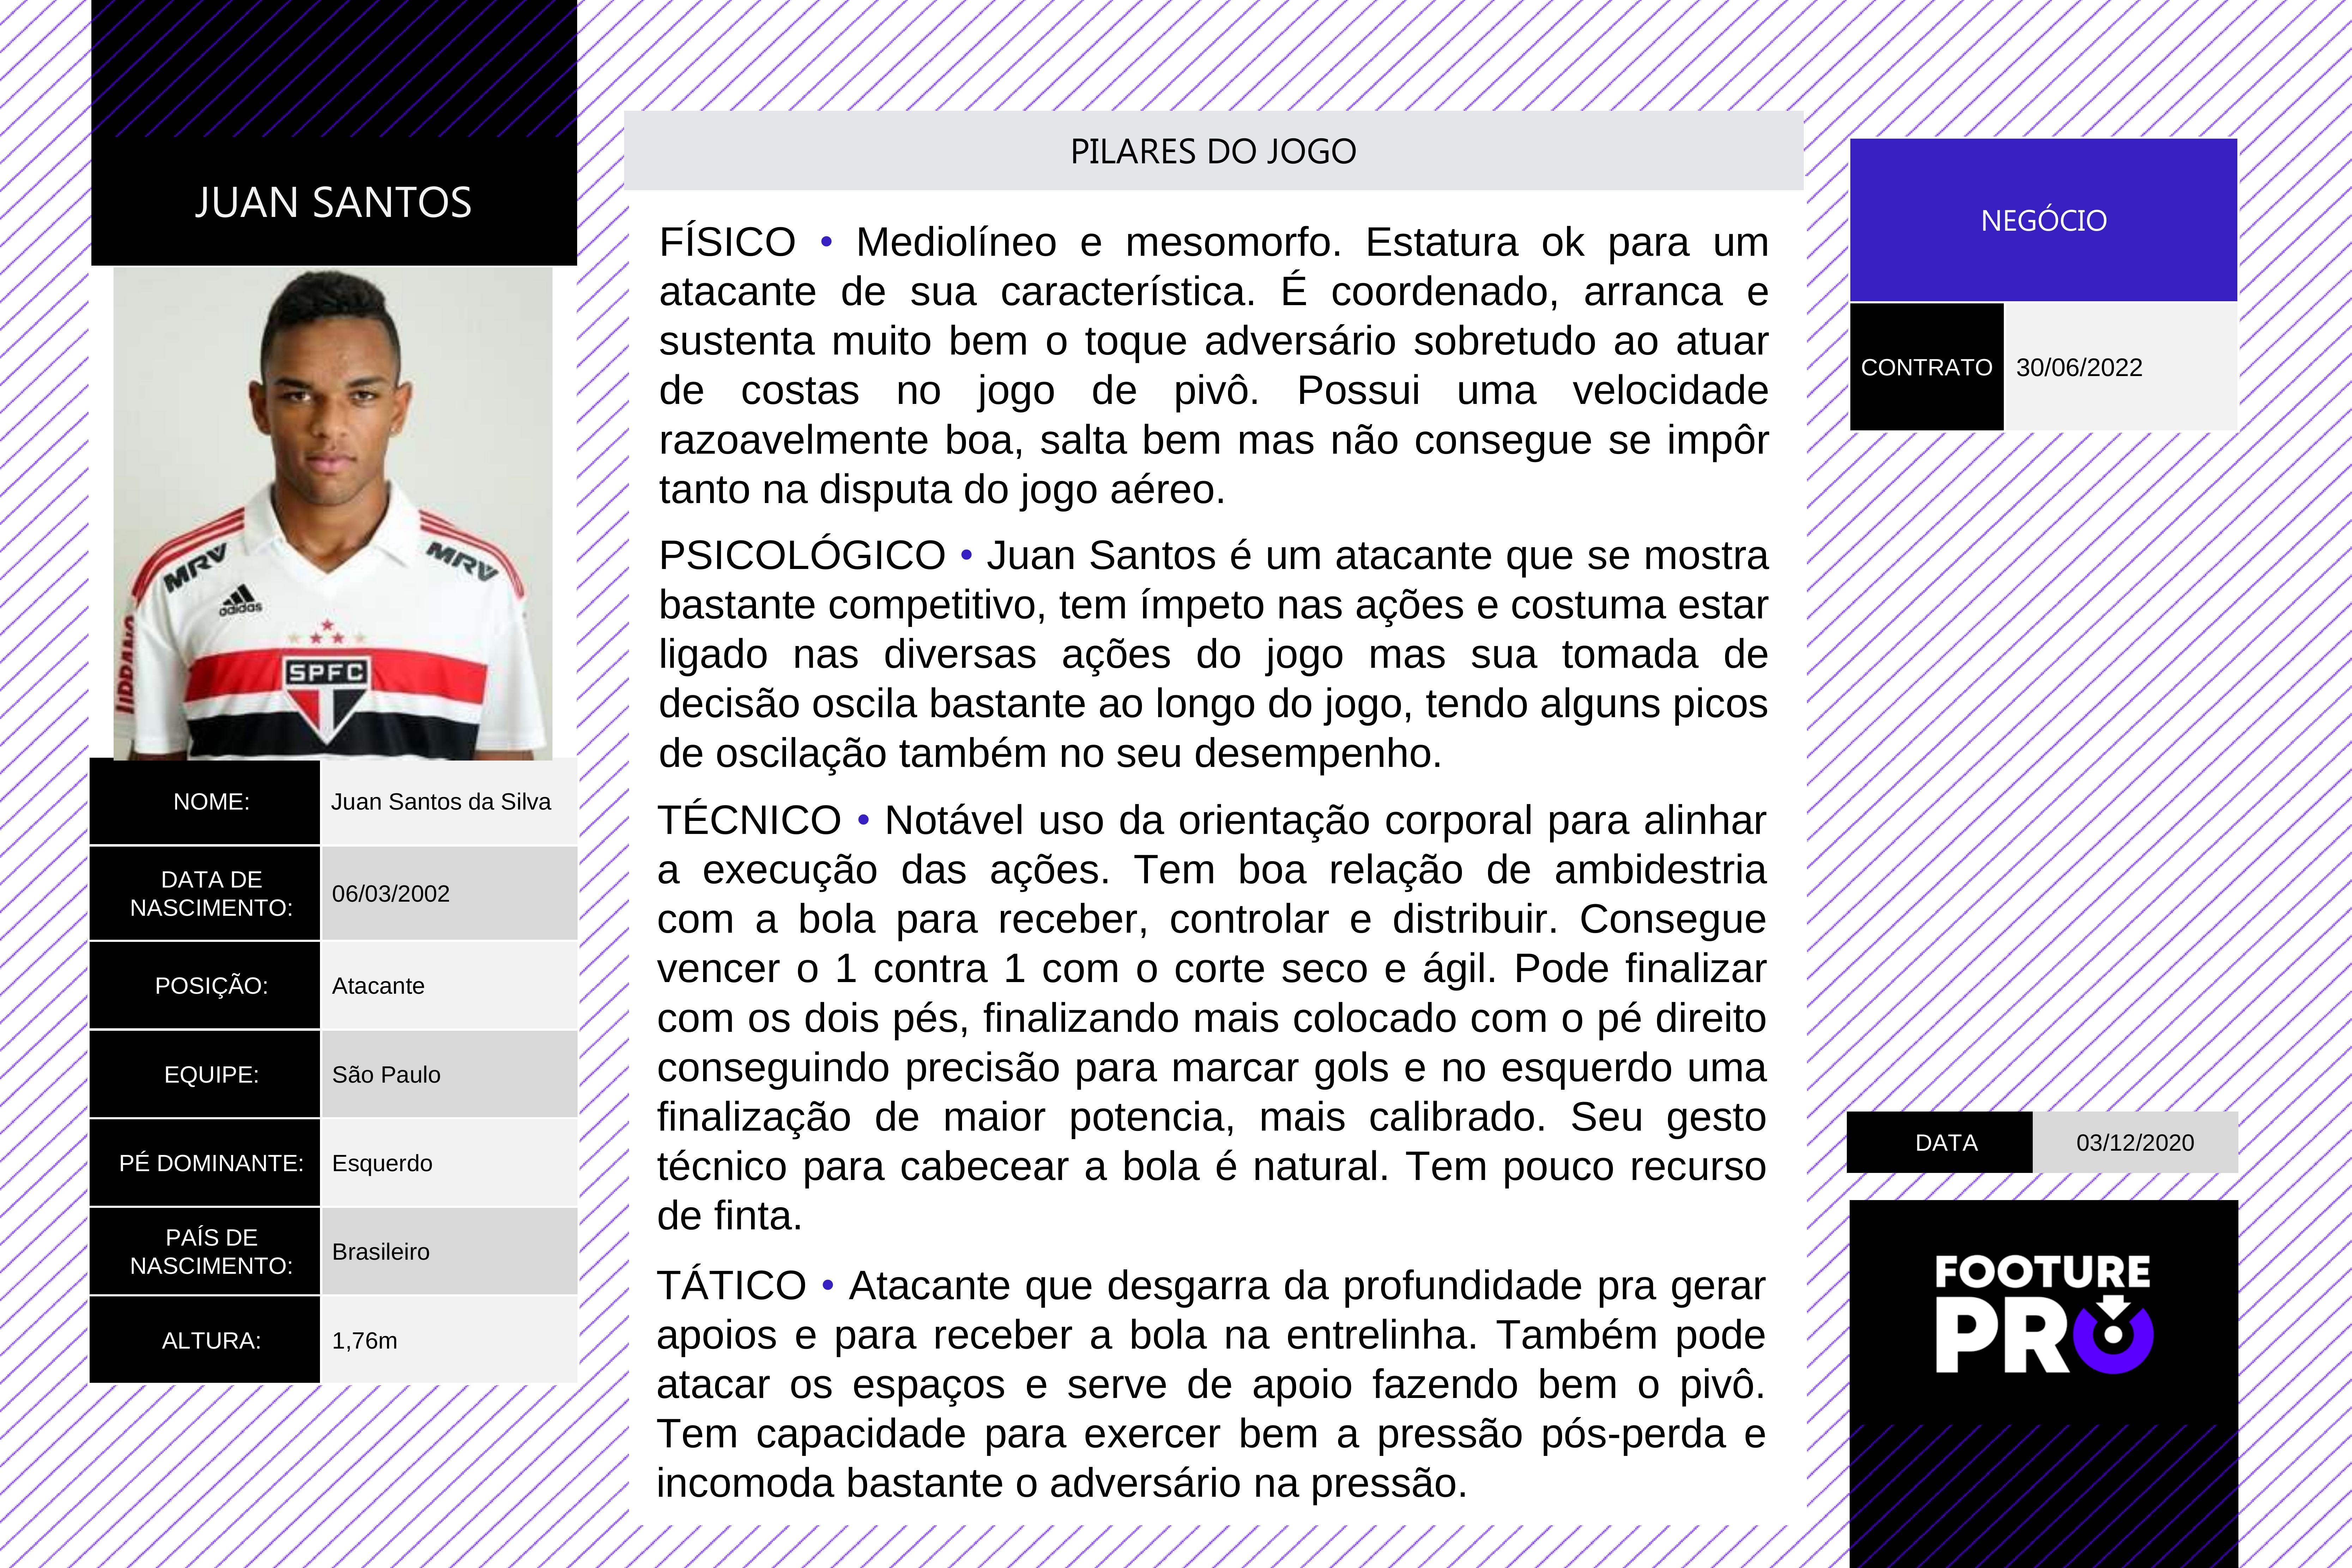 JUAN SANTOS
MRV
MRV
adidas
SPFC
NOME: Juan Santos da Silva
DATA DE
NASCIMENTO: 06/03/2002
POSIÇÃO: Atacante
EQUIPE: São Paulo
PÉ DOMINANTE: Esquerdo
PAÍS DE
NASCIMENTO: Brasileiro
ALTURA: 1,76m
PILARES DO JOGO
FÍSICO • Mediolíneo e mesomorfo. Estatura ok para um
atacante de sua característica. É coordenado, arranca e
sustenta muito bem o toque adversário sobretudo ao atuar
de costas no jogo de pivô. Possui uma velocidade
razoavelmente boa, salta bem mas não consegue se impôr
tanto na disputa do jogo aéreo.
PSICOLÓGICO • Juan Santos é um atacante que se mostra
bastante competitivo, tem ímpeto nas ações e costuma estar
ligado nas diversas ações do jogo mas sua tomada de
decisão oscila bastante ao longo do jogo, tendo alguns picos
de oscilação também no seu desempenho.
TÉCNICO • Notável uso da orientação corporal para alinhar
a execução das ações. Tem boa relação de ambidestria
com a bola para receber, controlar e distribuir. Consegue
vencer o 1 contra 1 com o corte seco e ágil. Pode finalizar
com os dois pés, finalizando mais colocado com o pé direito
conseguindo precisão para marcar gols e no esquerdo uma
finalização de maior potencia, mais calibrado. Seu gesto
técnico para cabecear a bola é natural. Tem pouco recurso
de finta.
TÁTICO • Atacante que desgarra da profundidade pra gerar
apoios e para receber a bola na entrelinha. Também pode
atacar os espaços e serve de apoio fazendo bem o pivô.
Tem capacidade para exercer bem a pressão pós-perda e
incomoda bastante o adversário na pressão.
NEGÓCIO
CONTRATO 30/06/2022
DATA 03/12/2020
FOOTURE
PRO